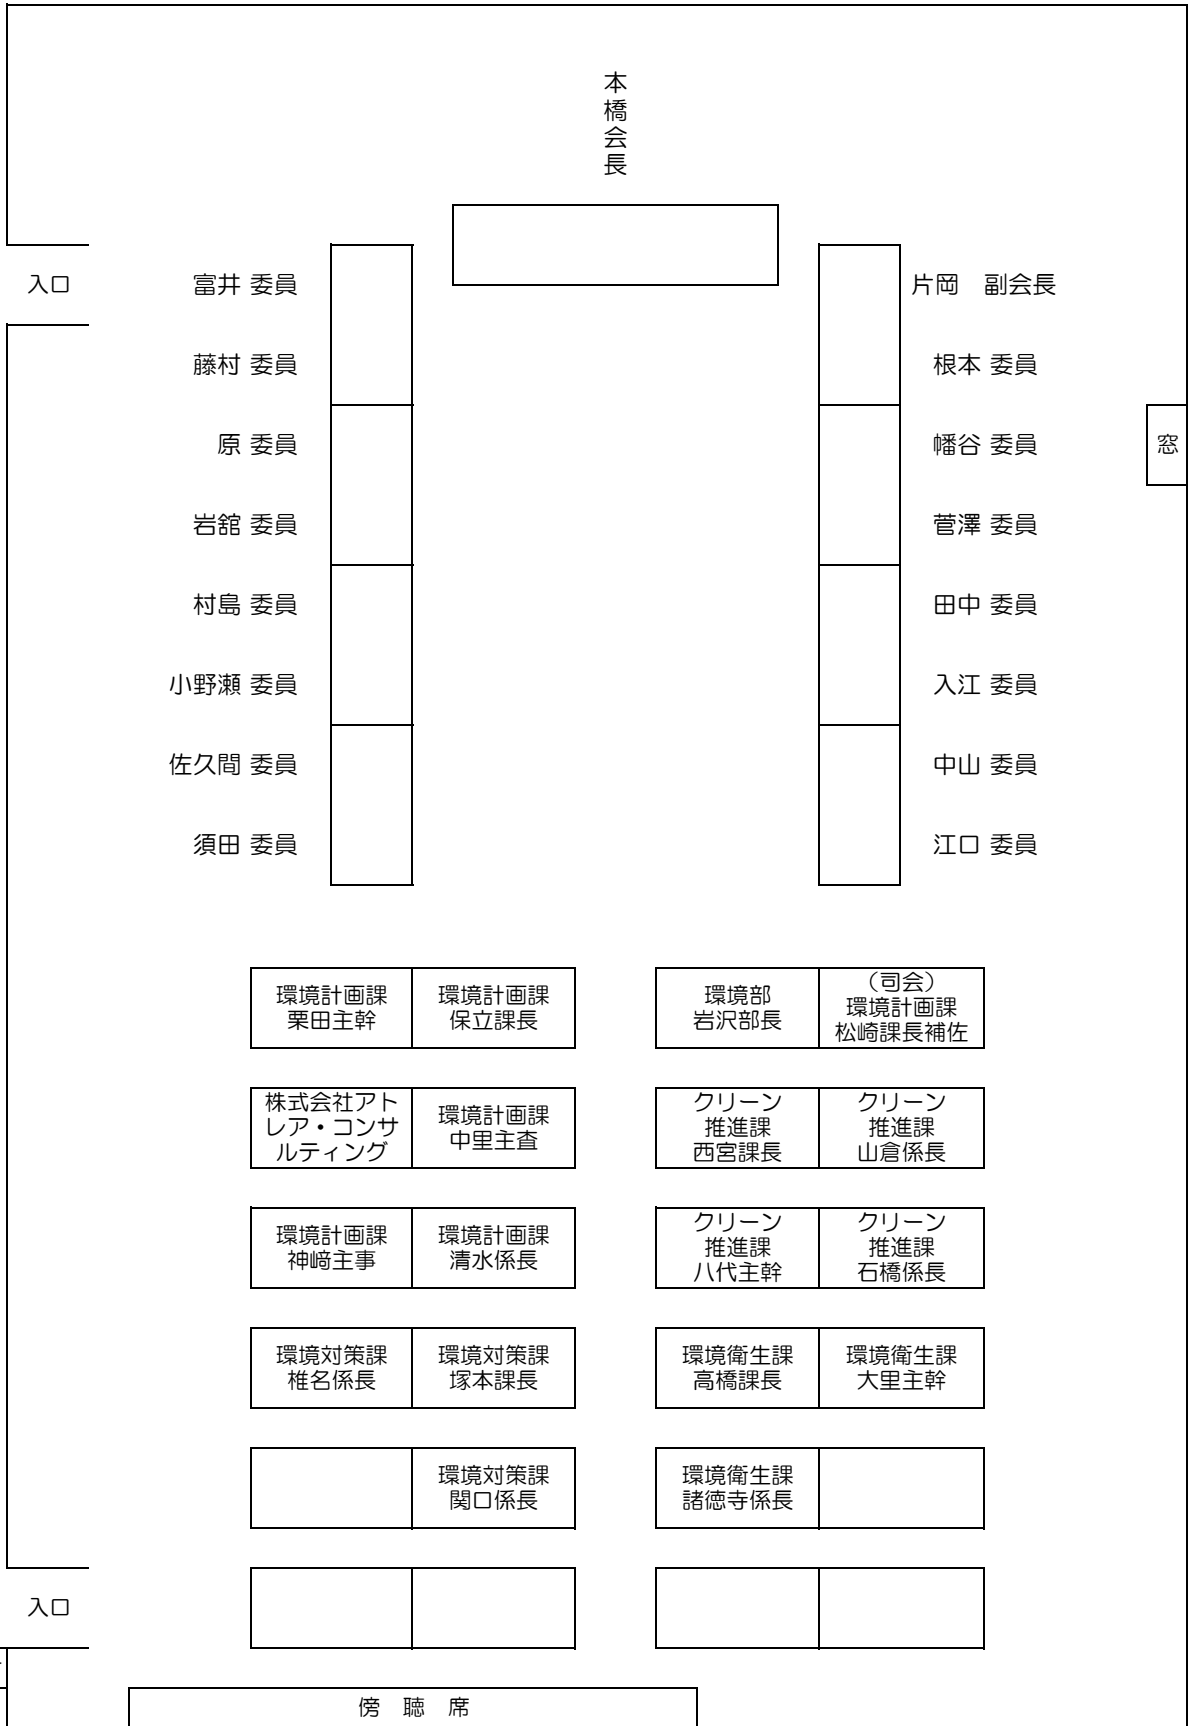 本橋会長
入口
富井 委員
片岡　副会長
藤村 委員
根本 委員
原 委員
幡谷 委員
窓
岩舘 委員
菅澤 委員
村島 委員
田中 委員
小野瀬 委員
入江 委員
佐久間 委員
中山 委員
須田 委員
江口 委員
環境計画課
栗田主幹
環境計画課
保立課長
環境部
岩沢部長
（司会）
環境計画課
松崎課長補佐
株式会社アト
レア・コンサ
ルティング
環境計画課
中里主査
クリーン
推進課
西宮課長
クリーン
推進課
山倉係長
環境計画課
神﨑主事
環境計画課
清水係長
クリーン
推進課
八代主幹
クリーン
推進課
石橋係長
環境対策課
椎名係長
環境対策課
塚本課長
環境衛生課
高橋課長
環境衛生課
大里主幹
環境対策課
関口係長
環境衛生課
諸徳寺係長
入口
傍　聴　席